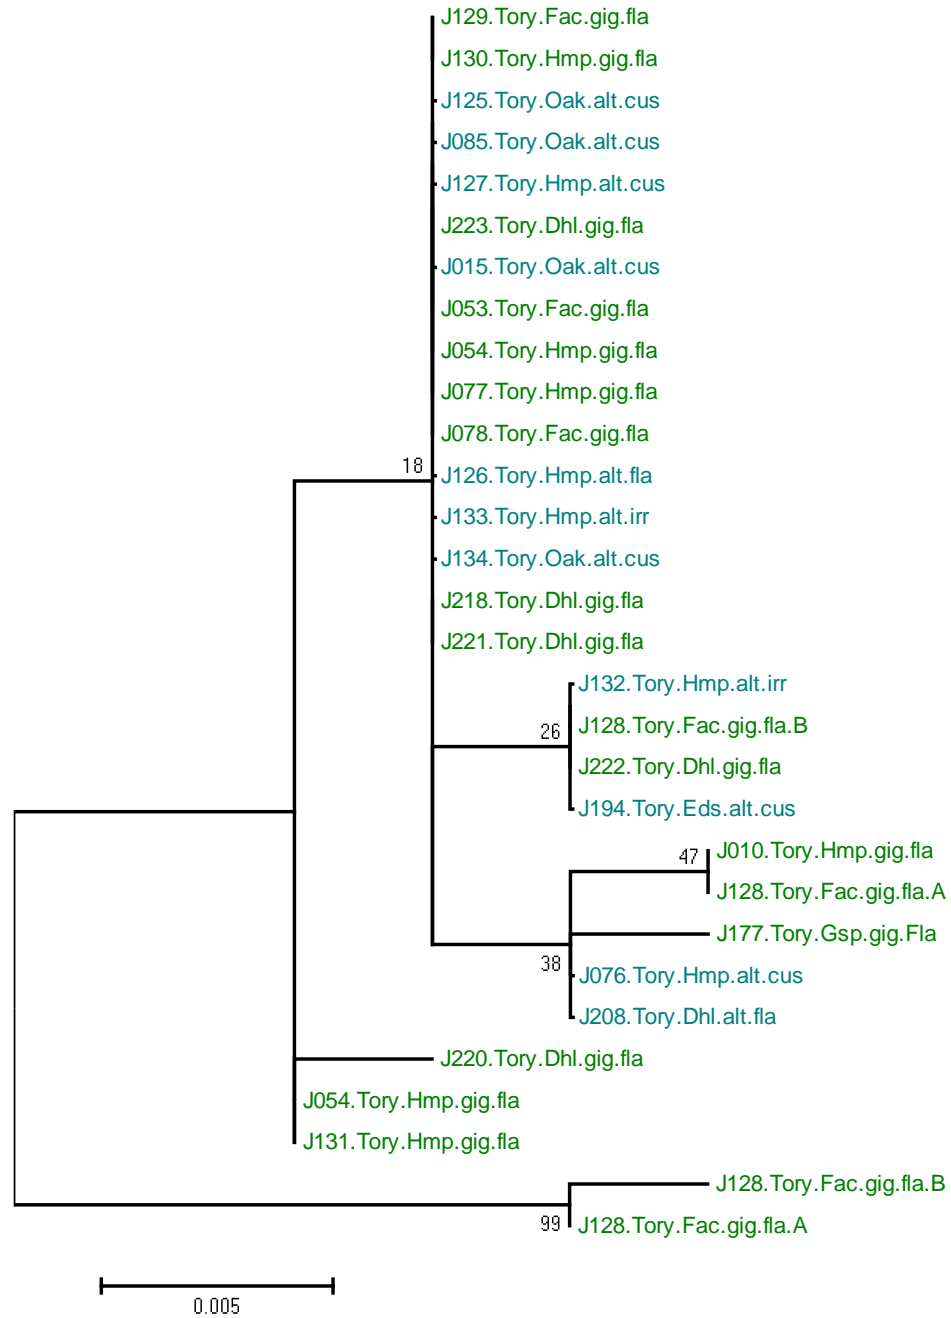 J129.Tory.Fac.gig.fla
J130.Tory.Hmp.gig.fla
J125.Tory.Oak.alt.cus
J085.Tory.Oak.alt.cus
J127.Tory.Hmp.alt.cus
J223.Tory.Dhl.gig.fla
J015.Tory.Oak.alt.cus
J053.Tory.Fac.gig.fla
J054.Tory.Hmp.gig.fla
J077.Tory.Hmp.gig.fla
J078.Tory.Fac.gig.fla
18
J126.Tory.Hmp.alt.fla
J133.Tory.Hmp.alt.irr
J134.Tory.Oak.alt.cus
J218.Tory.Dhl.gig.fla
J221.Tory.Dhl.gig.fla
J132.Tory.Hmp.alt.irr
26
J128.Tory.Fac.gig.fla.B
J222.Tory.Dhl.gig.fla
J194.Tory.Eds.alt.cus
47
J010.Tory.Hmp.gig.fla
J128.Tory.Fac.gig.fla.A
J177.Tory.Gsp.gig.Fla
38
J076.Tory.Hmp.alt.cus
J208.Tory.Dhl.alt.fla
J220.Tory.Dhl.gig.fla
J054.Tory.Hmp.gig.fla
J131.Tory.Hmp.gig.fla
J128.Tory.Fac.gig.fla.B
99
J128.Tory.Fac.gig.fla.A
0.005